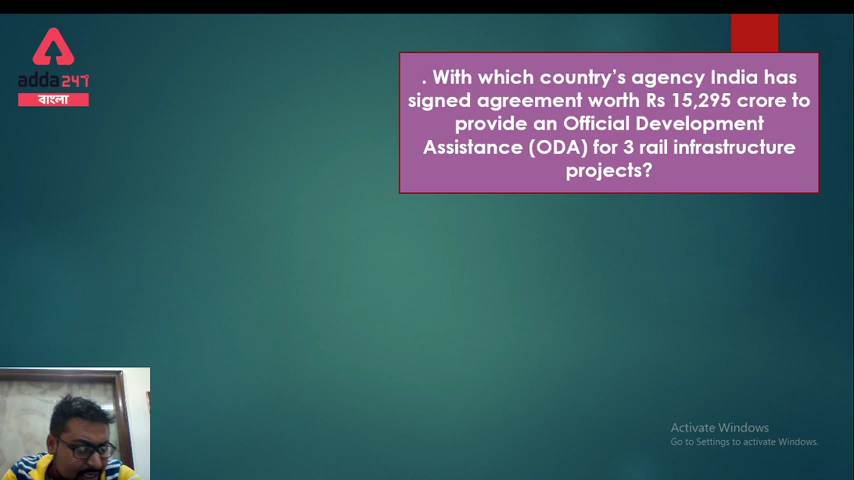 adda247
বাংলা
. With which country's agency India has
signed agreement worth Rs 15,295 crore to
provide an Official Development
Assistance (ODA) for 3 rail infrastructure
projects?
Activate Windows
Go to Settings to activate Windows.